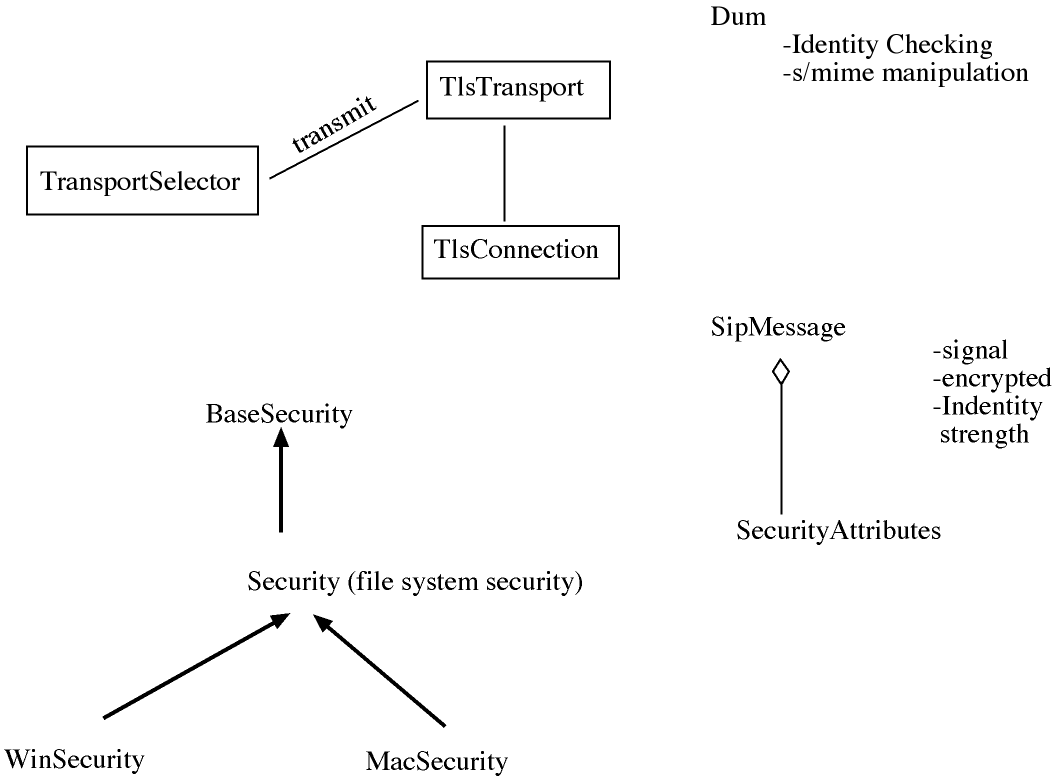 Dum
-Identity Checking
-s/mime manipulation
TlsTransport
transmit
TransportSelector
TlsConnection
SipMessage
-signal
-encrypted
-Indentity
strength
BaseSecurity
SecurityAttributes
Security (file system security)
WinSecurity
MacSecurity